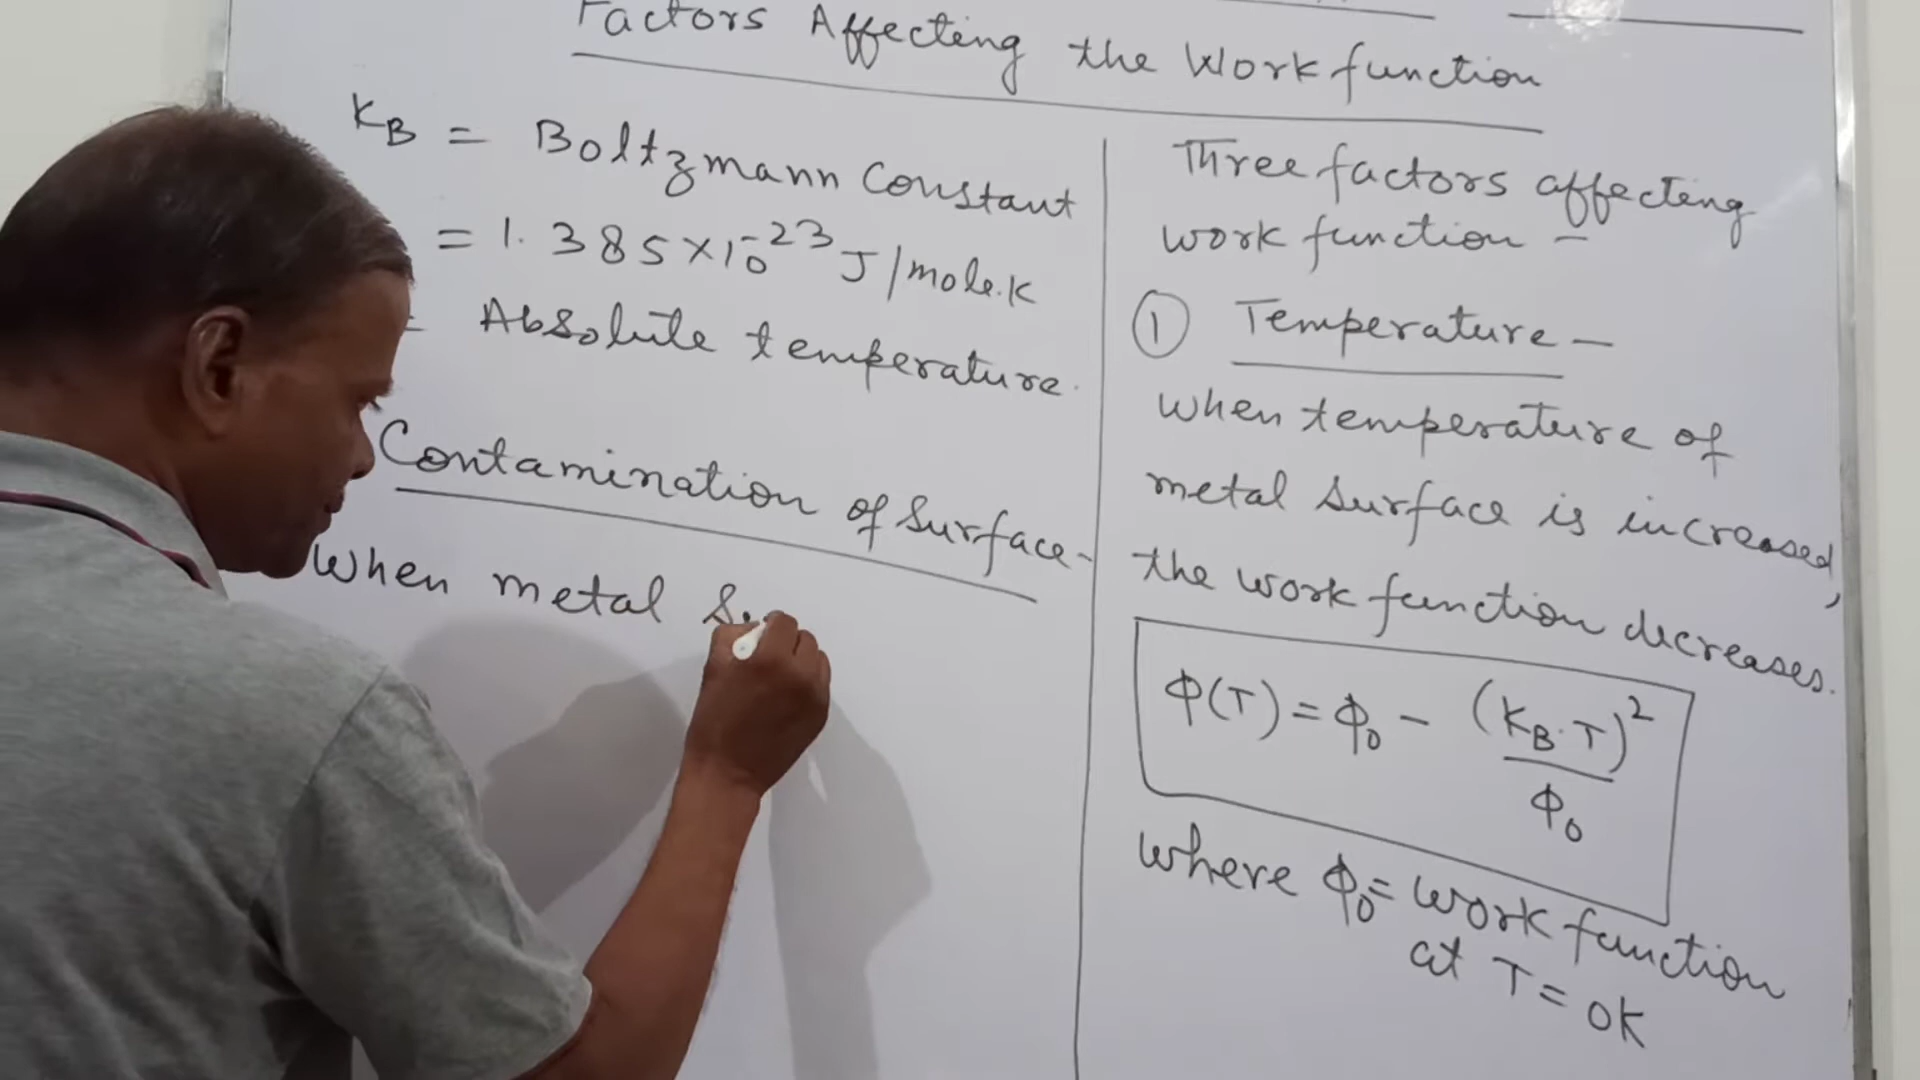 Factors Affecting the Work function
Three factors affecting
work function –
① Temperature –
when temperature of
metal surface is increased,
the work function decreases.
Φ(T) = Φ₀ – (K_B.T)²/Φ₀
where Φ₀ = work function
at T = 0K
K_B = Boltzmann Constant
= 1.385×10⁻²³ J/mole.K
= Absolute temperature.
Contamination of Surface –
When metal